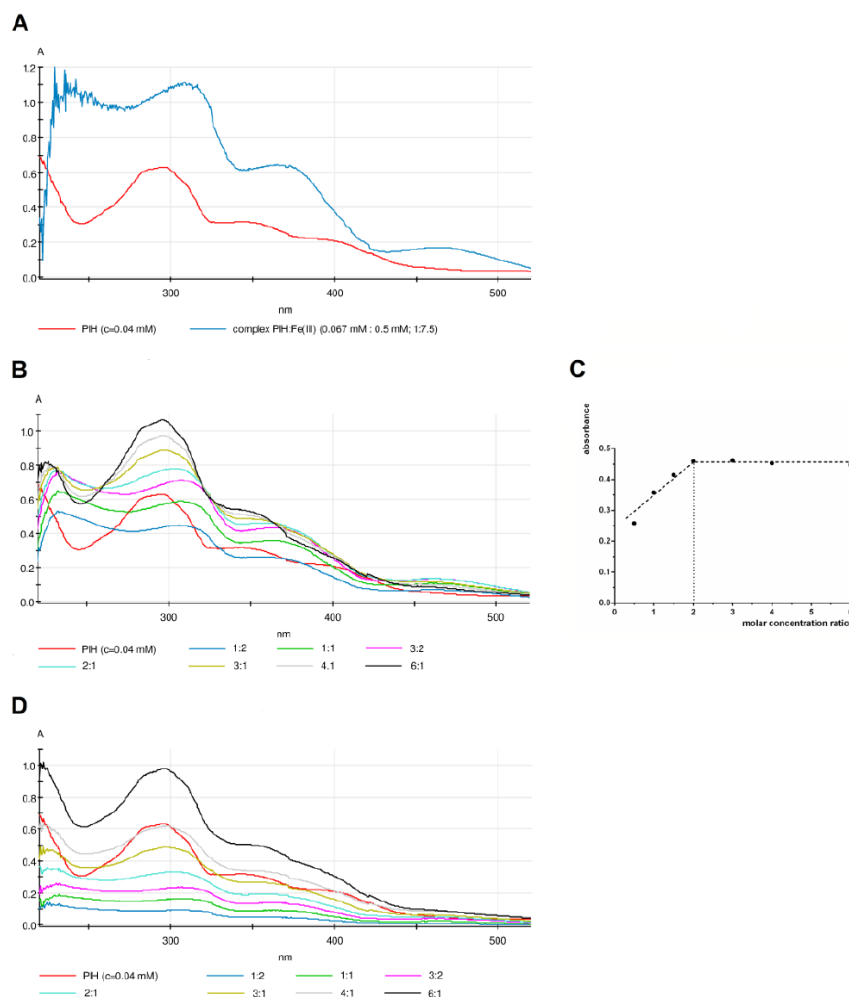 A
A
1.2
1.0
0.8
0.6
0.4
0.2
0.0
300 400 500
nm
PIH (c=0.04 mM) complex PIH:Fe(III) (0.067 mM : 0.5 mM; 1:7.5)
B
A
1.0
0.8
0.6
0.4
0.2
0.0
300 400 500
nm
PIH (c=0.04 mM) 1:2 1:1 3:2
2:1 3:1 4:1 6:1
C
absorbance
0.5
0.4
0.3
0.2
0.1
0.0
0 1 2 3 4 5
molar concentration ratio
D
A
1.0
0.8
0.6
0.4
0.2
0.0
300 400 500
nm
PIH (c=0.04 mM) 1:2 1:1 3:2
2:1 3:1 4:1 6:1